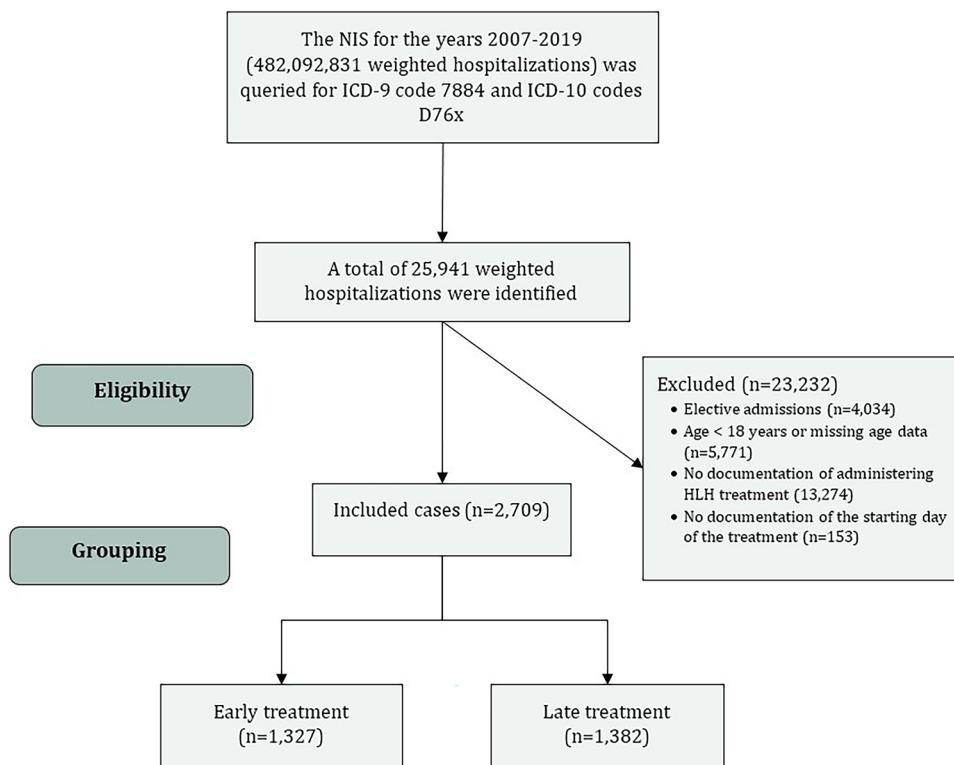 The NIS for the years 2007-2019
(482,092,831 weighted hospitalizations) was
queried for ICD-9 code 7884 and ICD-10 codes
D76x
A total of 25,941 weighted
hospitalizations were identified
Eligibility
Excluded (n=23,232)
• Elective admissions (n=4,034)
• Age < 18 years or missing age data
(n=5,771)
• No documentation of administering
HLH treatment (13,274)
• No documentation of the starting day
of the treatment (n=153)
Included cases (n=2,709)
Grouping
Early treatment
(n=1,327)
Late treatment
(n=1,382)